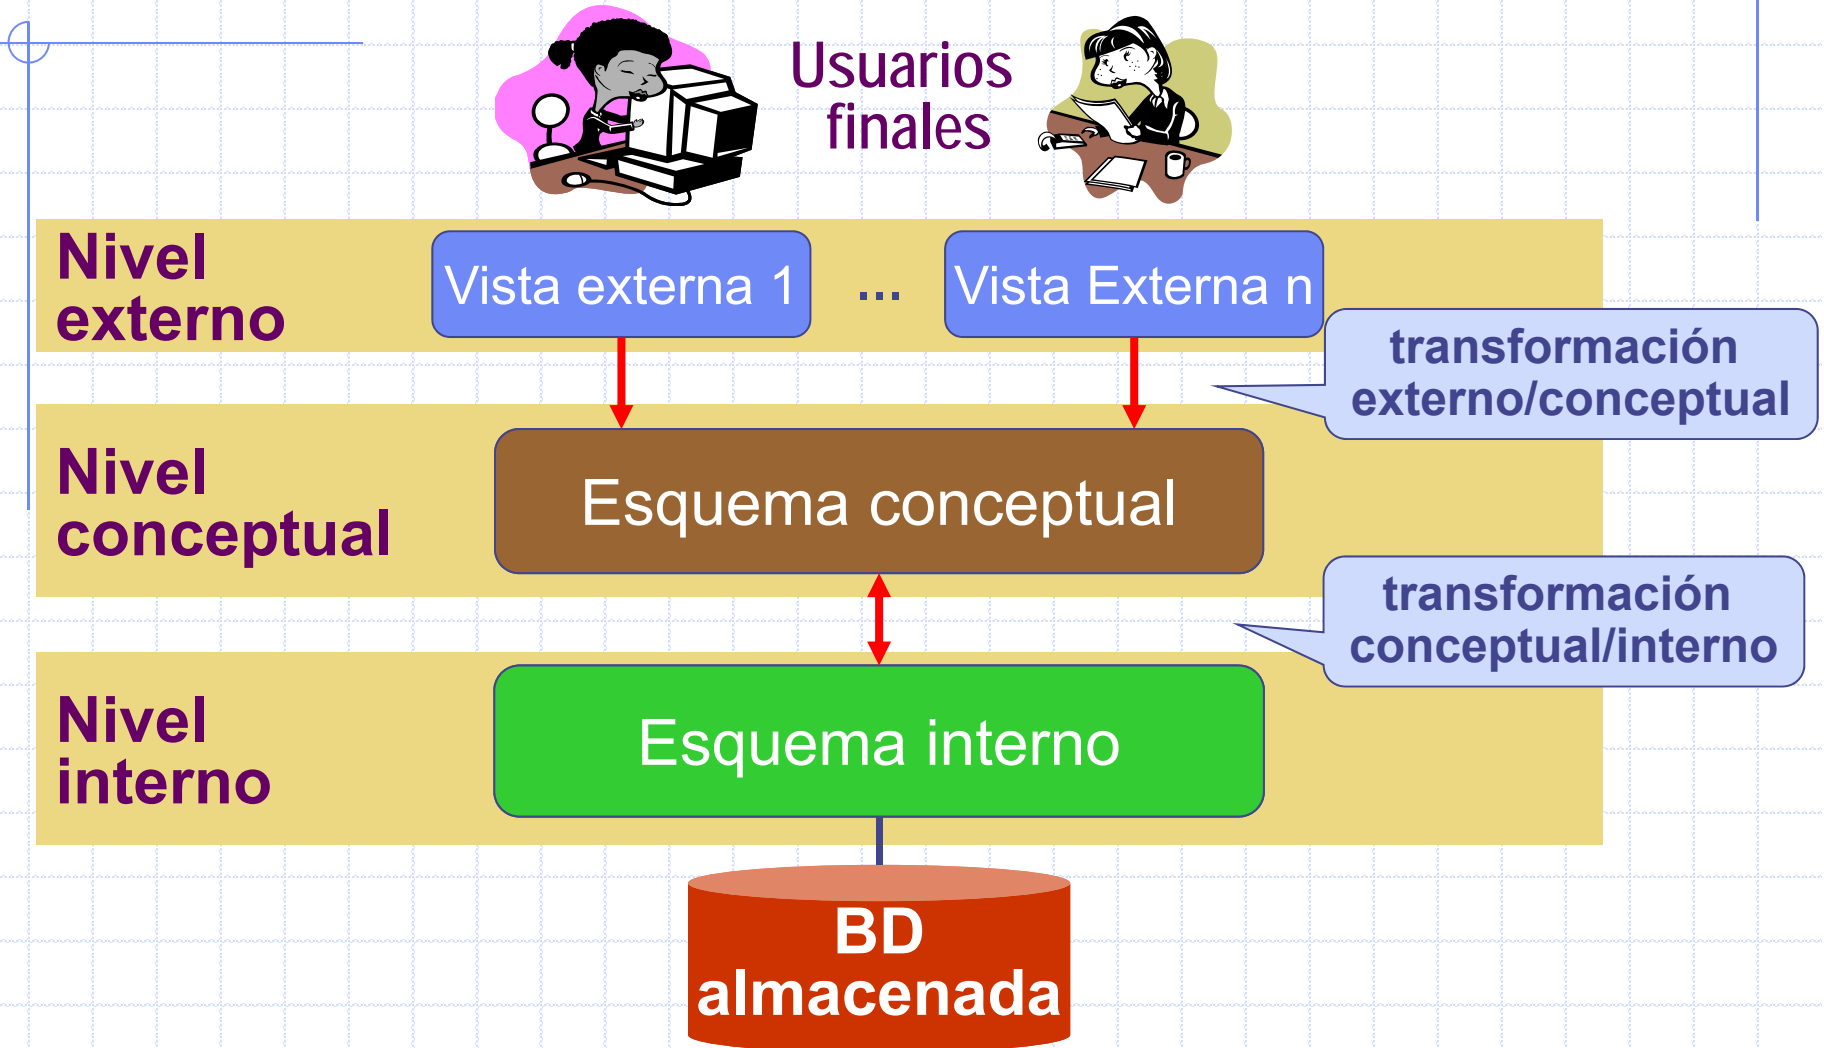 Usuarios
finales
Nivel
externo
Vista externa 1
...
Vista Externa n
transformación
externo/conceptual
Nivel
conceptual
Esquema conceptual
transformación
conceptual/interno
Nivel
interno
Esquema interno
BD
almacenada